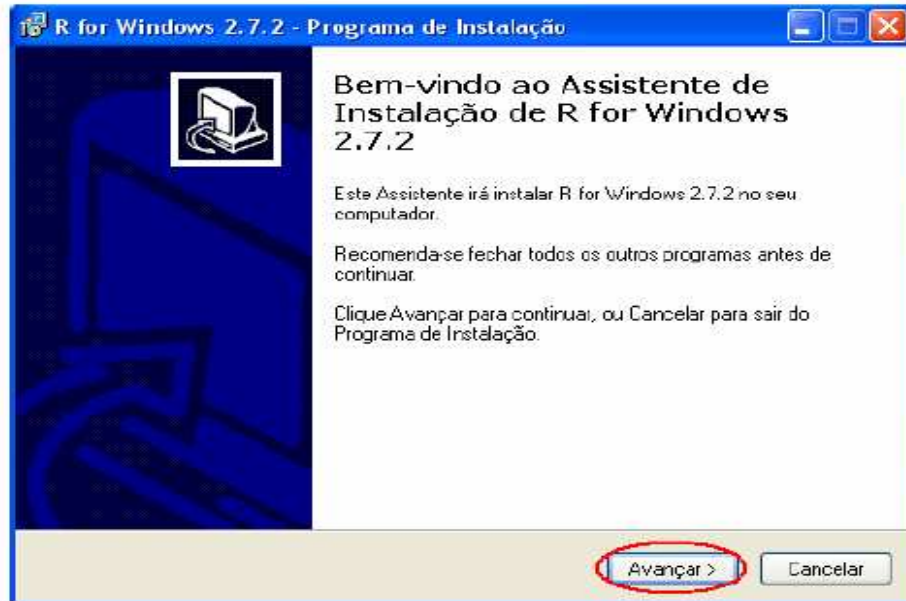 R for Windows 2.7.2 - Programa de Instalação
Bem-vindo ao Assistente de
Instalação de R for Windows
2.7.2
Este Assistente irá instalar R for Windows 2.7.2 no seu
computador.
Recomenda-se fechar todos os outros programas antes de
continuar.
Clique Avançar para continuar, ou Cancelar para sair do
Programa de Instalação.
Avançar >
Cancelar